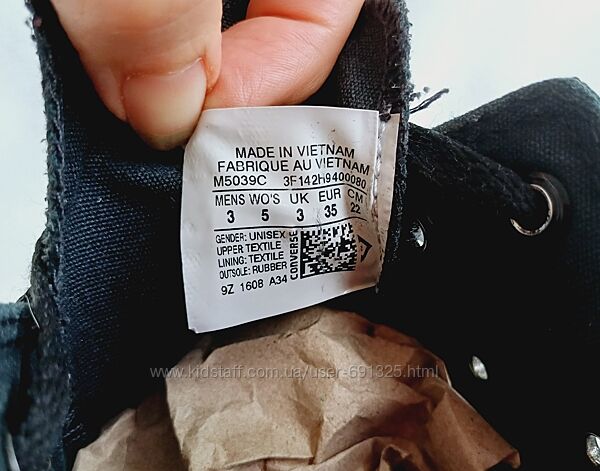 MADE IN VIETNAM
FABRIQUE AU VIETNAM
M5039C 3F142H9400080
MENS WO'S UK EUR CM
3 5 3 35 22
GENDER: UNISEX
UPPER TEXTILE
LINING: TEXTILE
OUTSOLE: RUBBER
CONVERSE
9Z 1608 A34
www.kidstaff.com.ua/user-691325.html